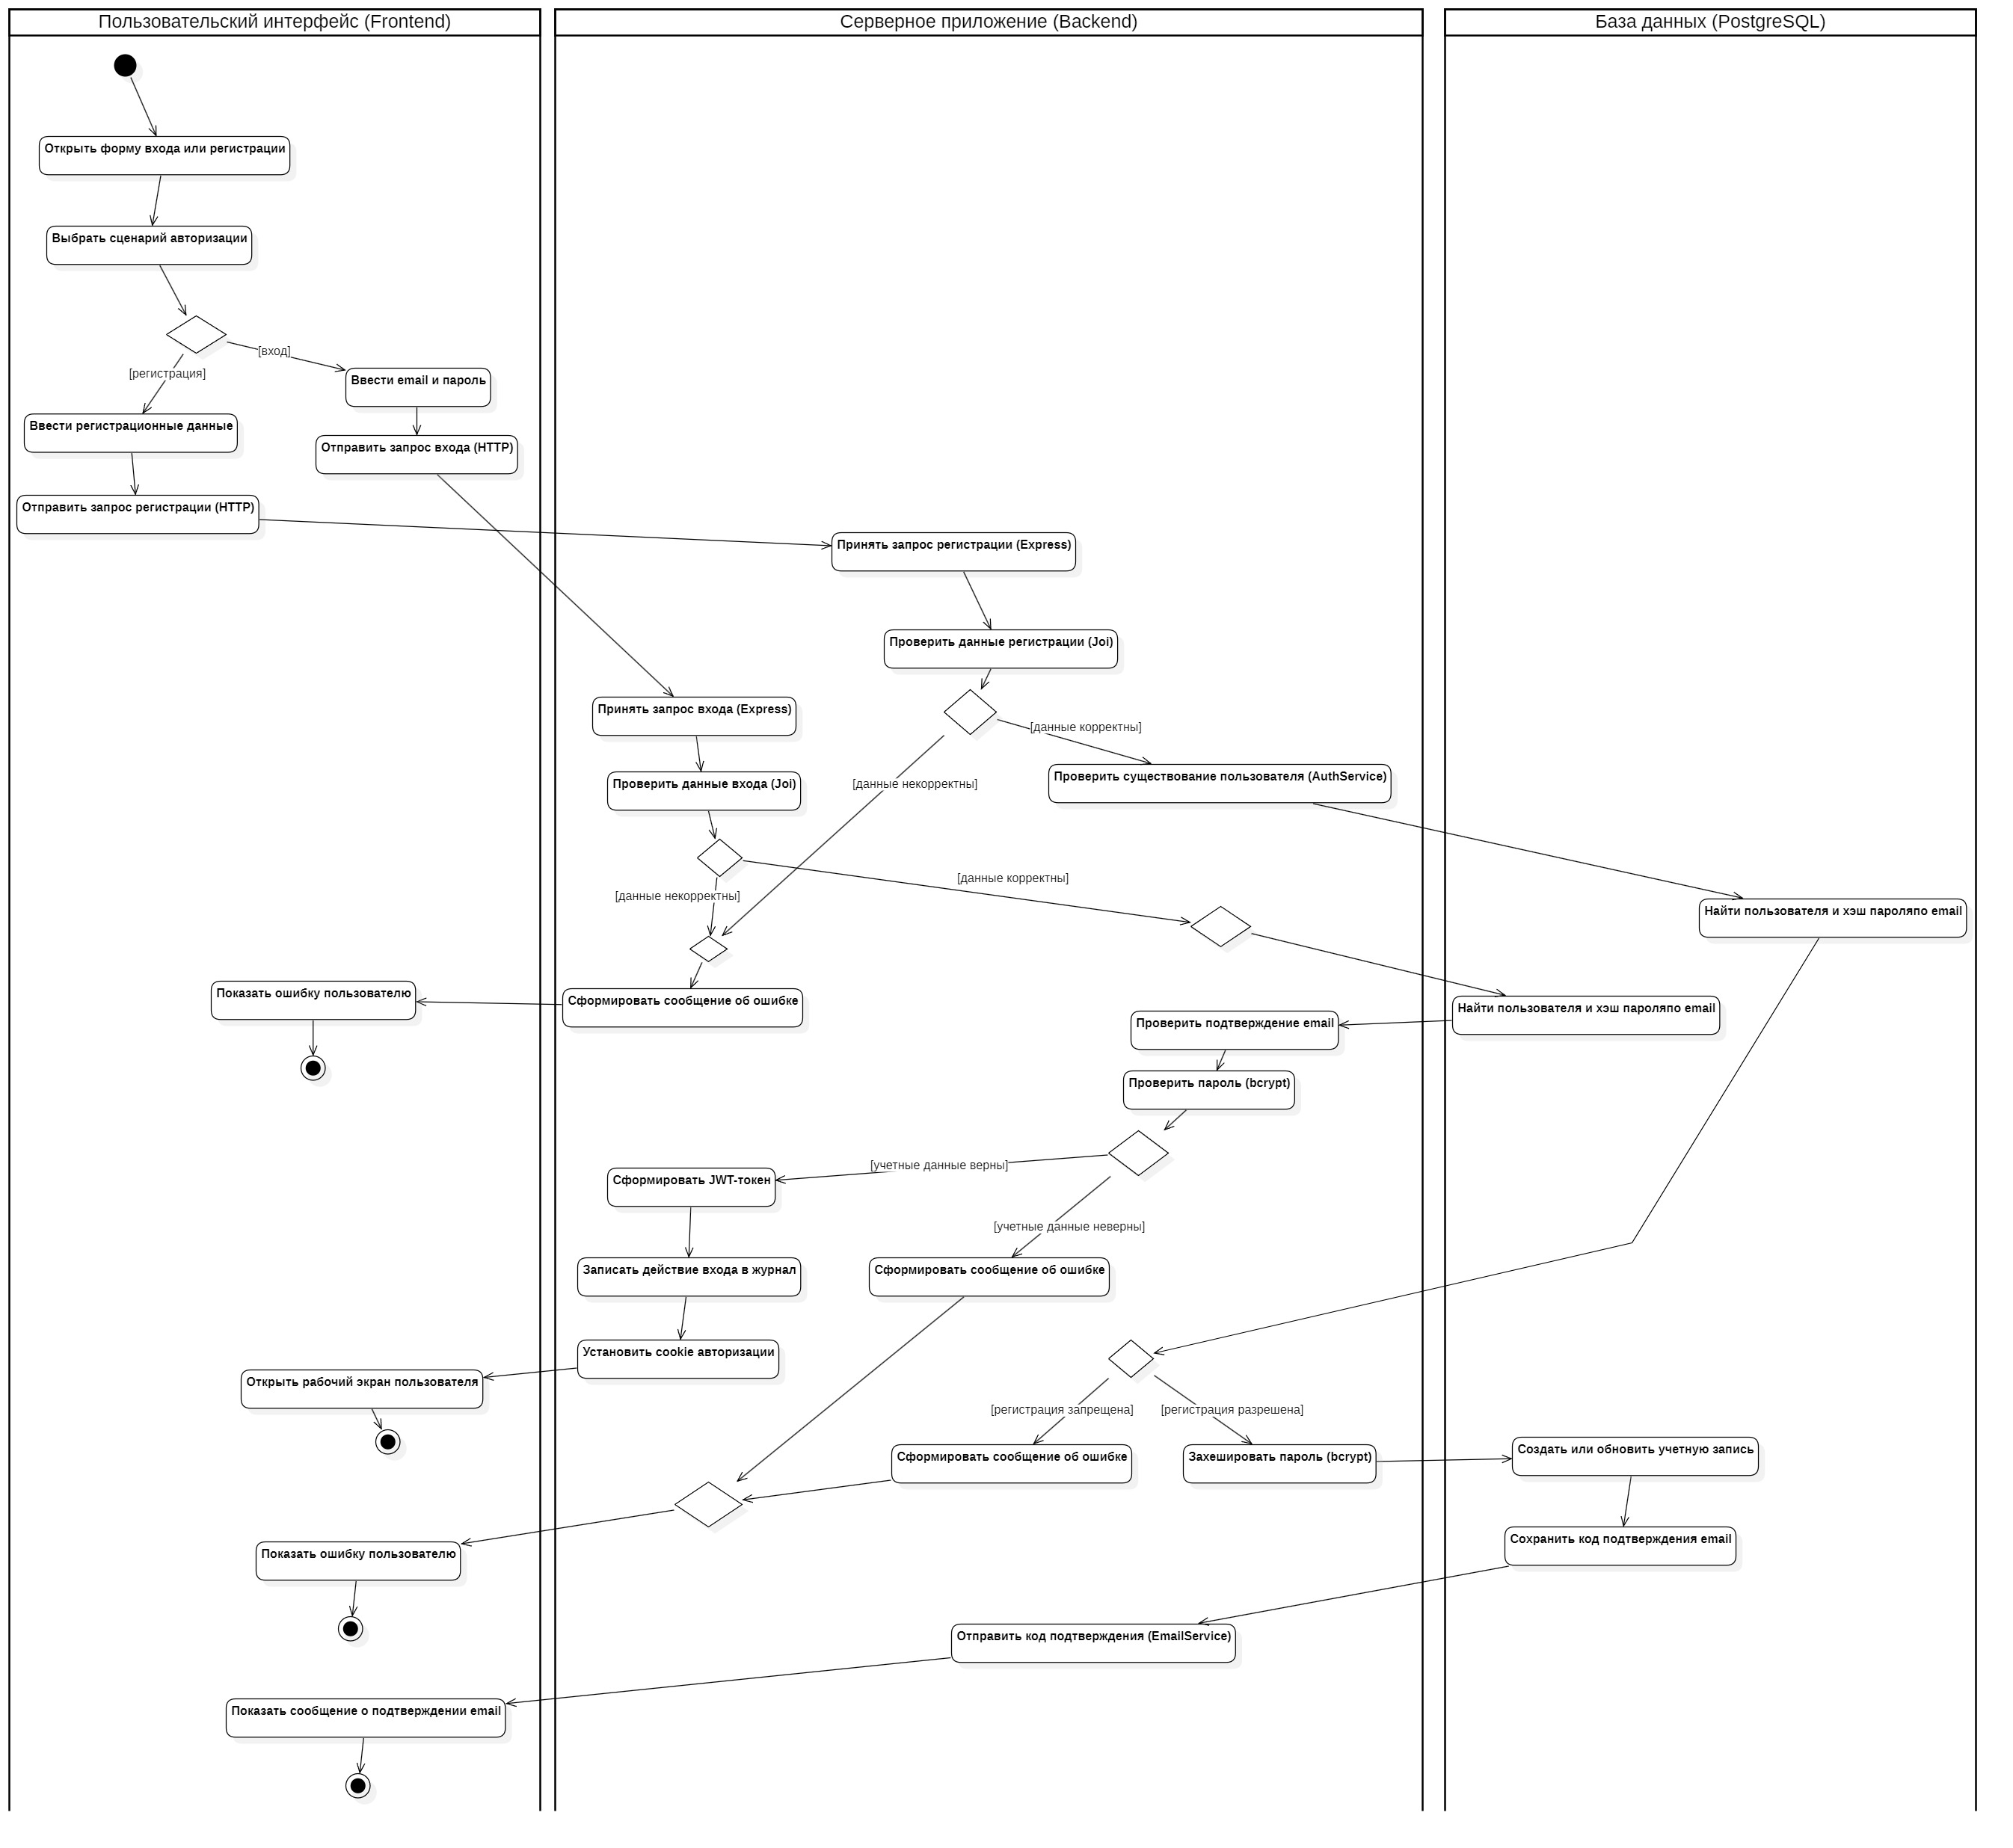 Пользовательский интерфейс (Frontend)
Серверное приложение (Backend)
База данных (PostgreSQL)
Открыть форму входа или регистрации
Выбрать сценарий авторизации
[вход]
[регистрация]
Ввести email и пароль
Ввести регистрационные данные
Отправить запрос входа (HTTP)
Отправить запрос регистрации (HTTP)
Принять запрос регистрации (Express)
Проверить данные регистрации (Joi)
Принять запрос входа (Express)
[данные корректны]
Проверить существование пользователя (AuthService)
Проверить данные входа (Joi)
[данные некорректны]
[данные корректны]
[данные некорректны]
Найти пользователя и хэш пароляпо email
Показать ошибку пользователю
Сформировать сообщение об ошибке
Найти пользователя и хэш пароляпо email
Проверить подтверждение email
Проверить пароль (bcrypt)
[учетные данные верны]
Сформировать JWT-токен
[учетные данные неверны]
Записать действие входа в журнал
Сформировать сообщение об ошибке
Установить cookie авторизации
Открыть рабочий экран пользователя
[регистрация запрещена]
[регистрация разрешена]
Сформировать сообщение об ошибке
Захешировать пароль (bcrypt)
Создать или обновить учетную запись
Сохранить код подтверждения email
Показать ошибку пользователю
Отправить код подтверждения (EmailService)
Показать сообщение о подтверждении email